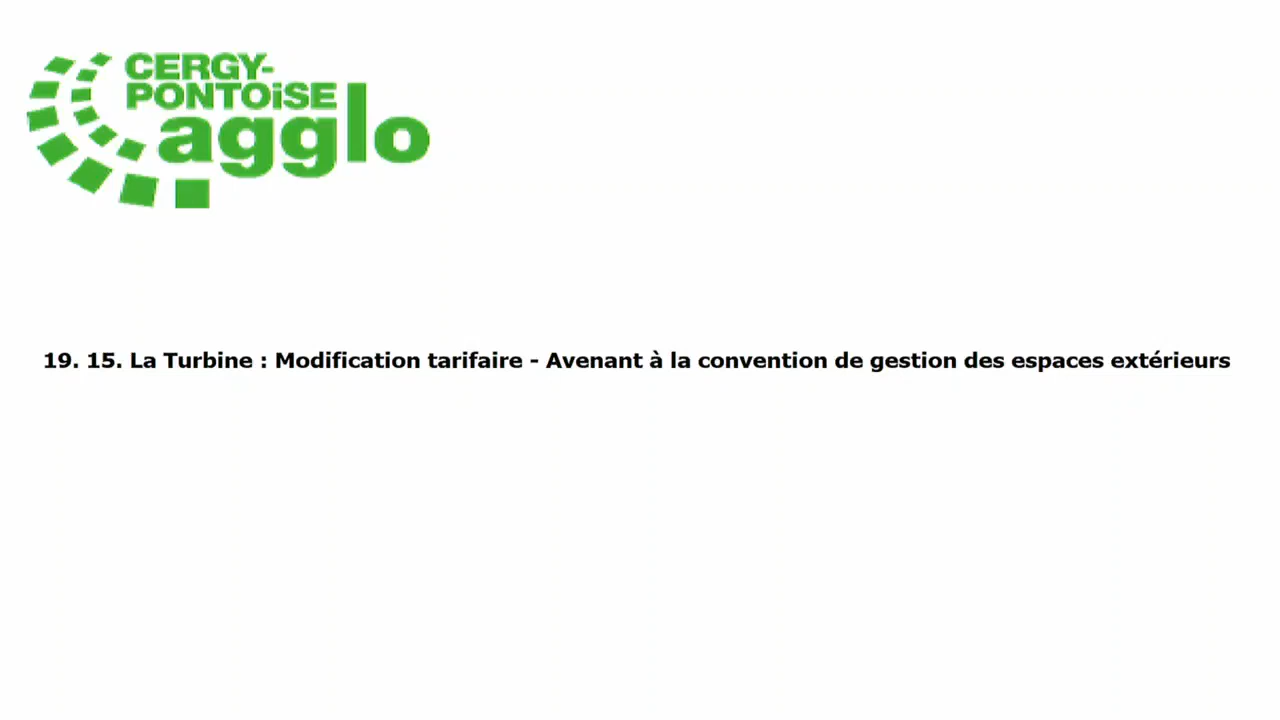 CERGY-
PONTOiSE
agglo
19. 15. La Turbine : Modification tarifaire - Avenant à la convention de gestion des espaces extérieurs